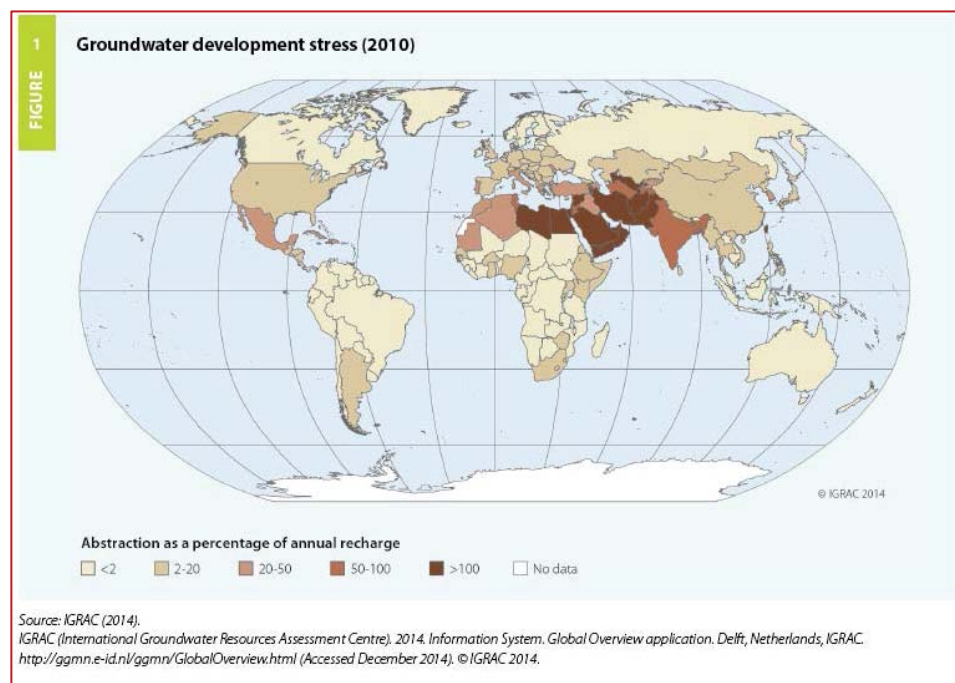 FIGURE 1
Groundwater development stress (2010)
© IGRAC 2014
Abstraction as a percentage of annual recharge
<2 2-20 20-50 50-100 >100 No data
Source: IGRAC (2014).
IGRAC (International Groundwater Resources Assessment Centre). 2014. Information System. Global Overview application. Delft, Netherlands, IGRAC.
http://ggmn.e-id.nl/ggmn/GlobalOverview.html (Accessed December 2014). © IGRAC 2014.